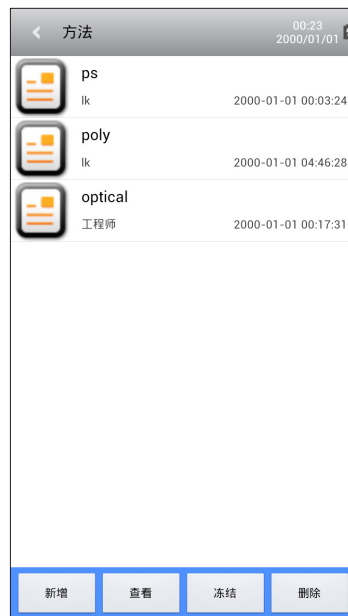 方法
00:23
2000/01/01
ps
lk 2000-01-01 00:03:24
poly
lk 2000-01-01 04:46:28
optical
工程师 2000-01-01 00:17:31
新增 查看 冻结 删除